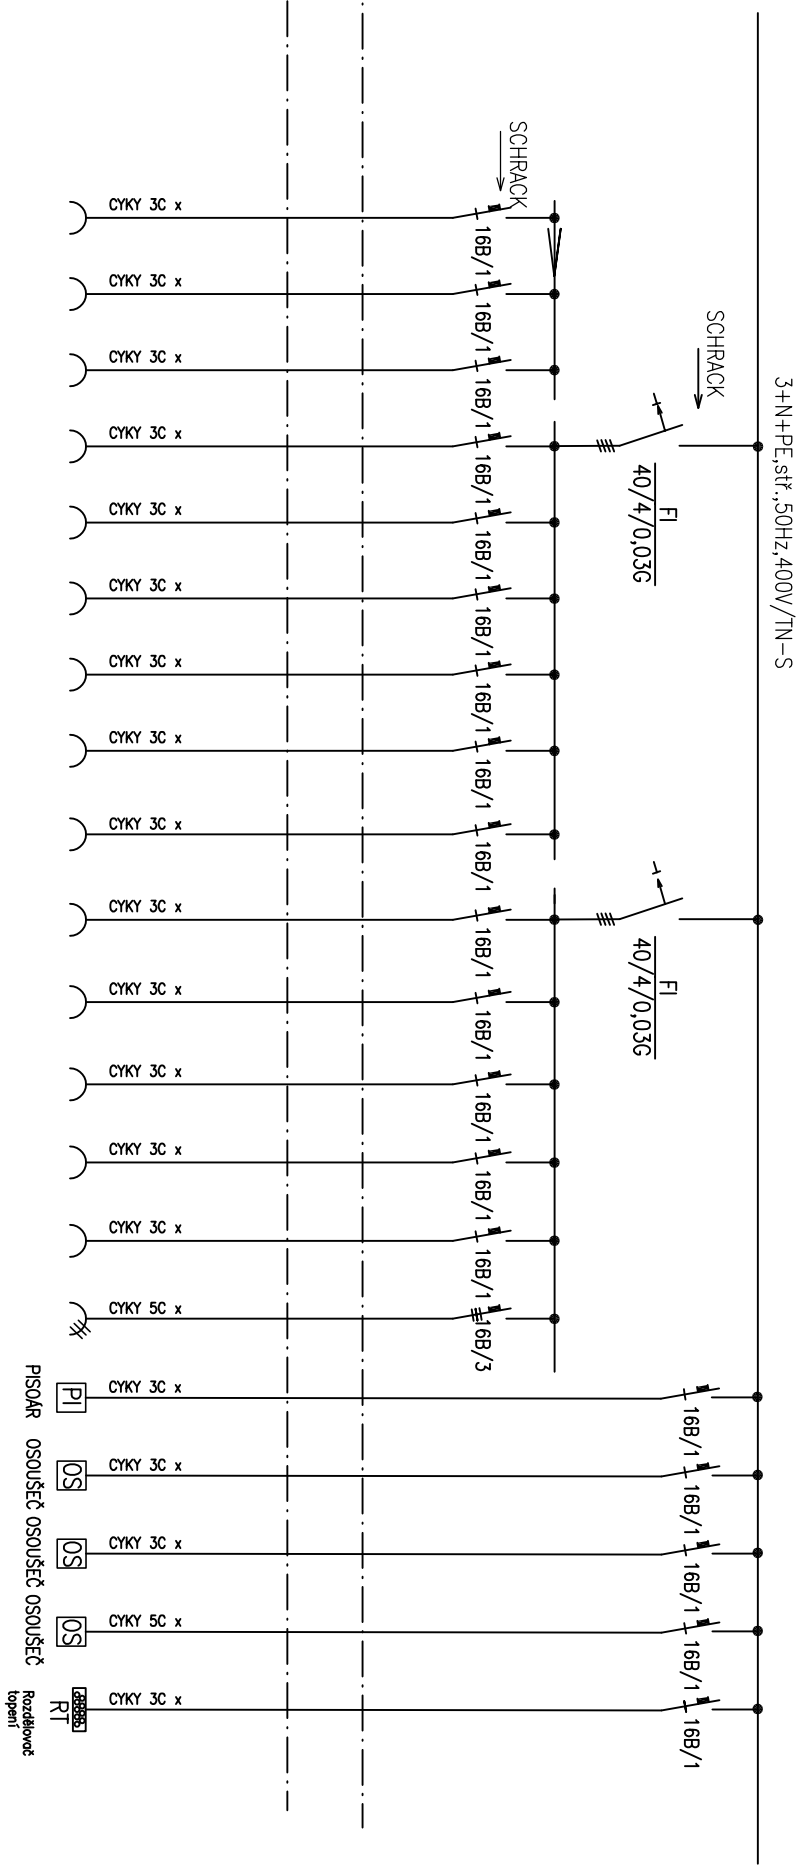 3+N+PE,stř.,50Hz,400V/TN-S
SCHRACK
SCHRACK
FI
40/4/0,03G
FI
40/4/0,03G
16B/1
16B/1
16B/1
16B/1
16B/1
16B/1
16B/1
16B/1
16B/1
16B/1
16B/1
16B/1
16B/1
16B/1
16B/3
16B/1
16B/1
16B/1
16B/1
16B/1
CYKY 3C x
CYKY 3C x
CYKY 3C x
CYKY 3C x
CYKY 3C x
CYKY 3C x
CYKY 3C x
CYKY 3C x
CYKY 3C x
CYKY 3C x
CYKY 3C x
CYKY 3C x
CYKY 3C x
CYKY 3C x
CYKY 5C x
CYKY 3C x
CYKY 3C x
CYKY 3C x
CYKY 5C x
CYKY 3C x
PI
OS
OS
OS
RT
PISOÁR
OSOUŠEČ
OSOUŠEČ
OSOUŠEČ
Rozdělovač
topení